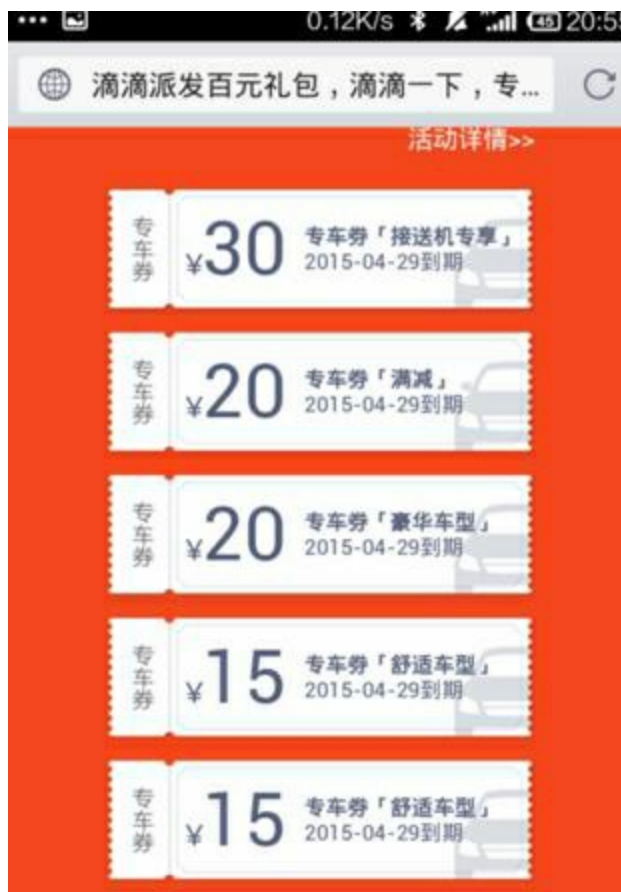 0.12K/s 45 20:55
滴滴派发百元礼包，滴滴一下，专...
活动详情>>
专车券
¥30
专车券「接送机专享」
2015-04-29到期
专车券
¥20
专车券「满减」
2015-04-29到期
专车券
¥20
专车券「豪华车型」
2015-04-29到期
专车券
¥15
专车券「舒适车型」
2015-04-29到期
专车券
¥15
专车券「舒适车型」
2015-04-29到期